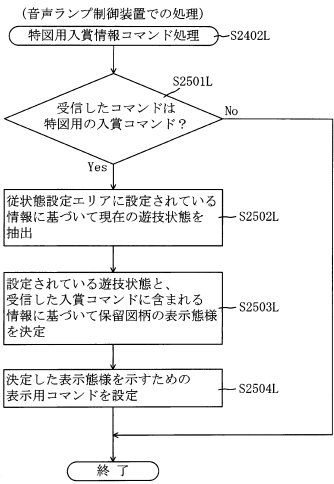 (音声ランプ制御装置での処理)
特図用入賞情報コマンド処理
S2402L
S2501L
受信したコマンドは
特図用の入賞コマンド？
No
Yes
従状態設定エリアに設定されている
情報に基づいて現在の遊技状態を
抽出
S2502L
設定されている遊技状態と、
受信した入賞コマンドに含まれる
情報に基づいて保留図柄の表示態様
を決定
S2503L
決定した表示態様を示すための
表示用コマンドを設定
S2504L
終了